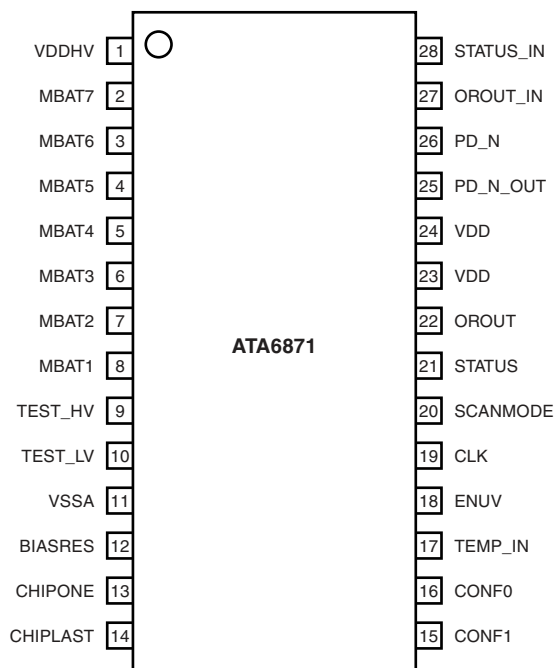 VDDHV 1 28 STATUS_IN
MBAT7 2 27 OROUT_IN
MBAT6 3 26 PD_N
MBAT5 4 25 PD_N_OUT
MBAT4 5 24 VDD
MBAT3 6 23 VDD
MBAT2 7 22 OROUT
ATA6871
MBAT1 8 21 STATUS
TEST_HV 9 20 SCANMODE
TEST_LV 10 19 CLK
VSSA 11 18 ENUV
BIASRES 12 17 TEMP_IN
CHIPONE 13 16 CONF0
CHIPLAST 14 15 CONF1